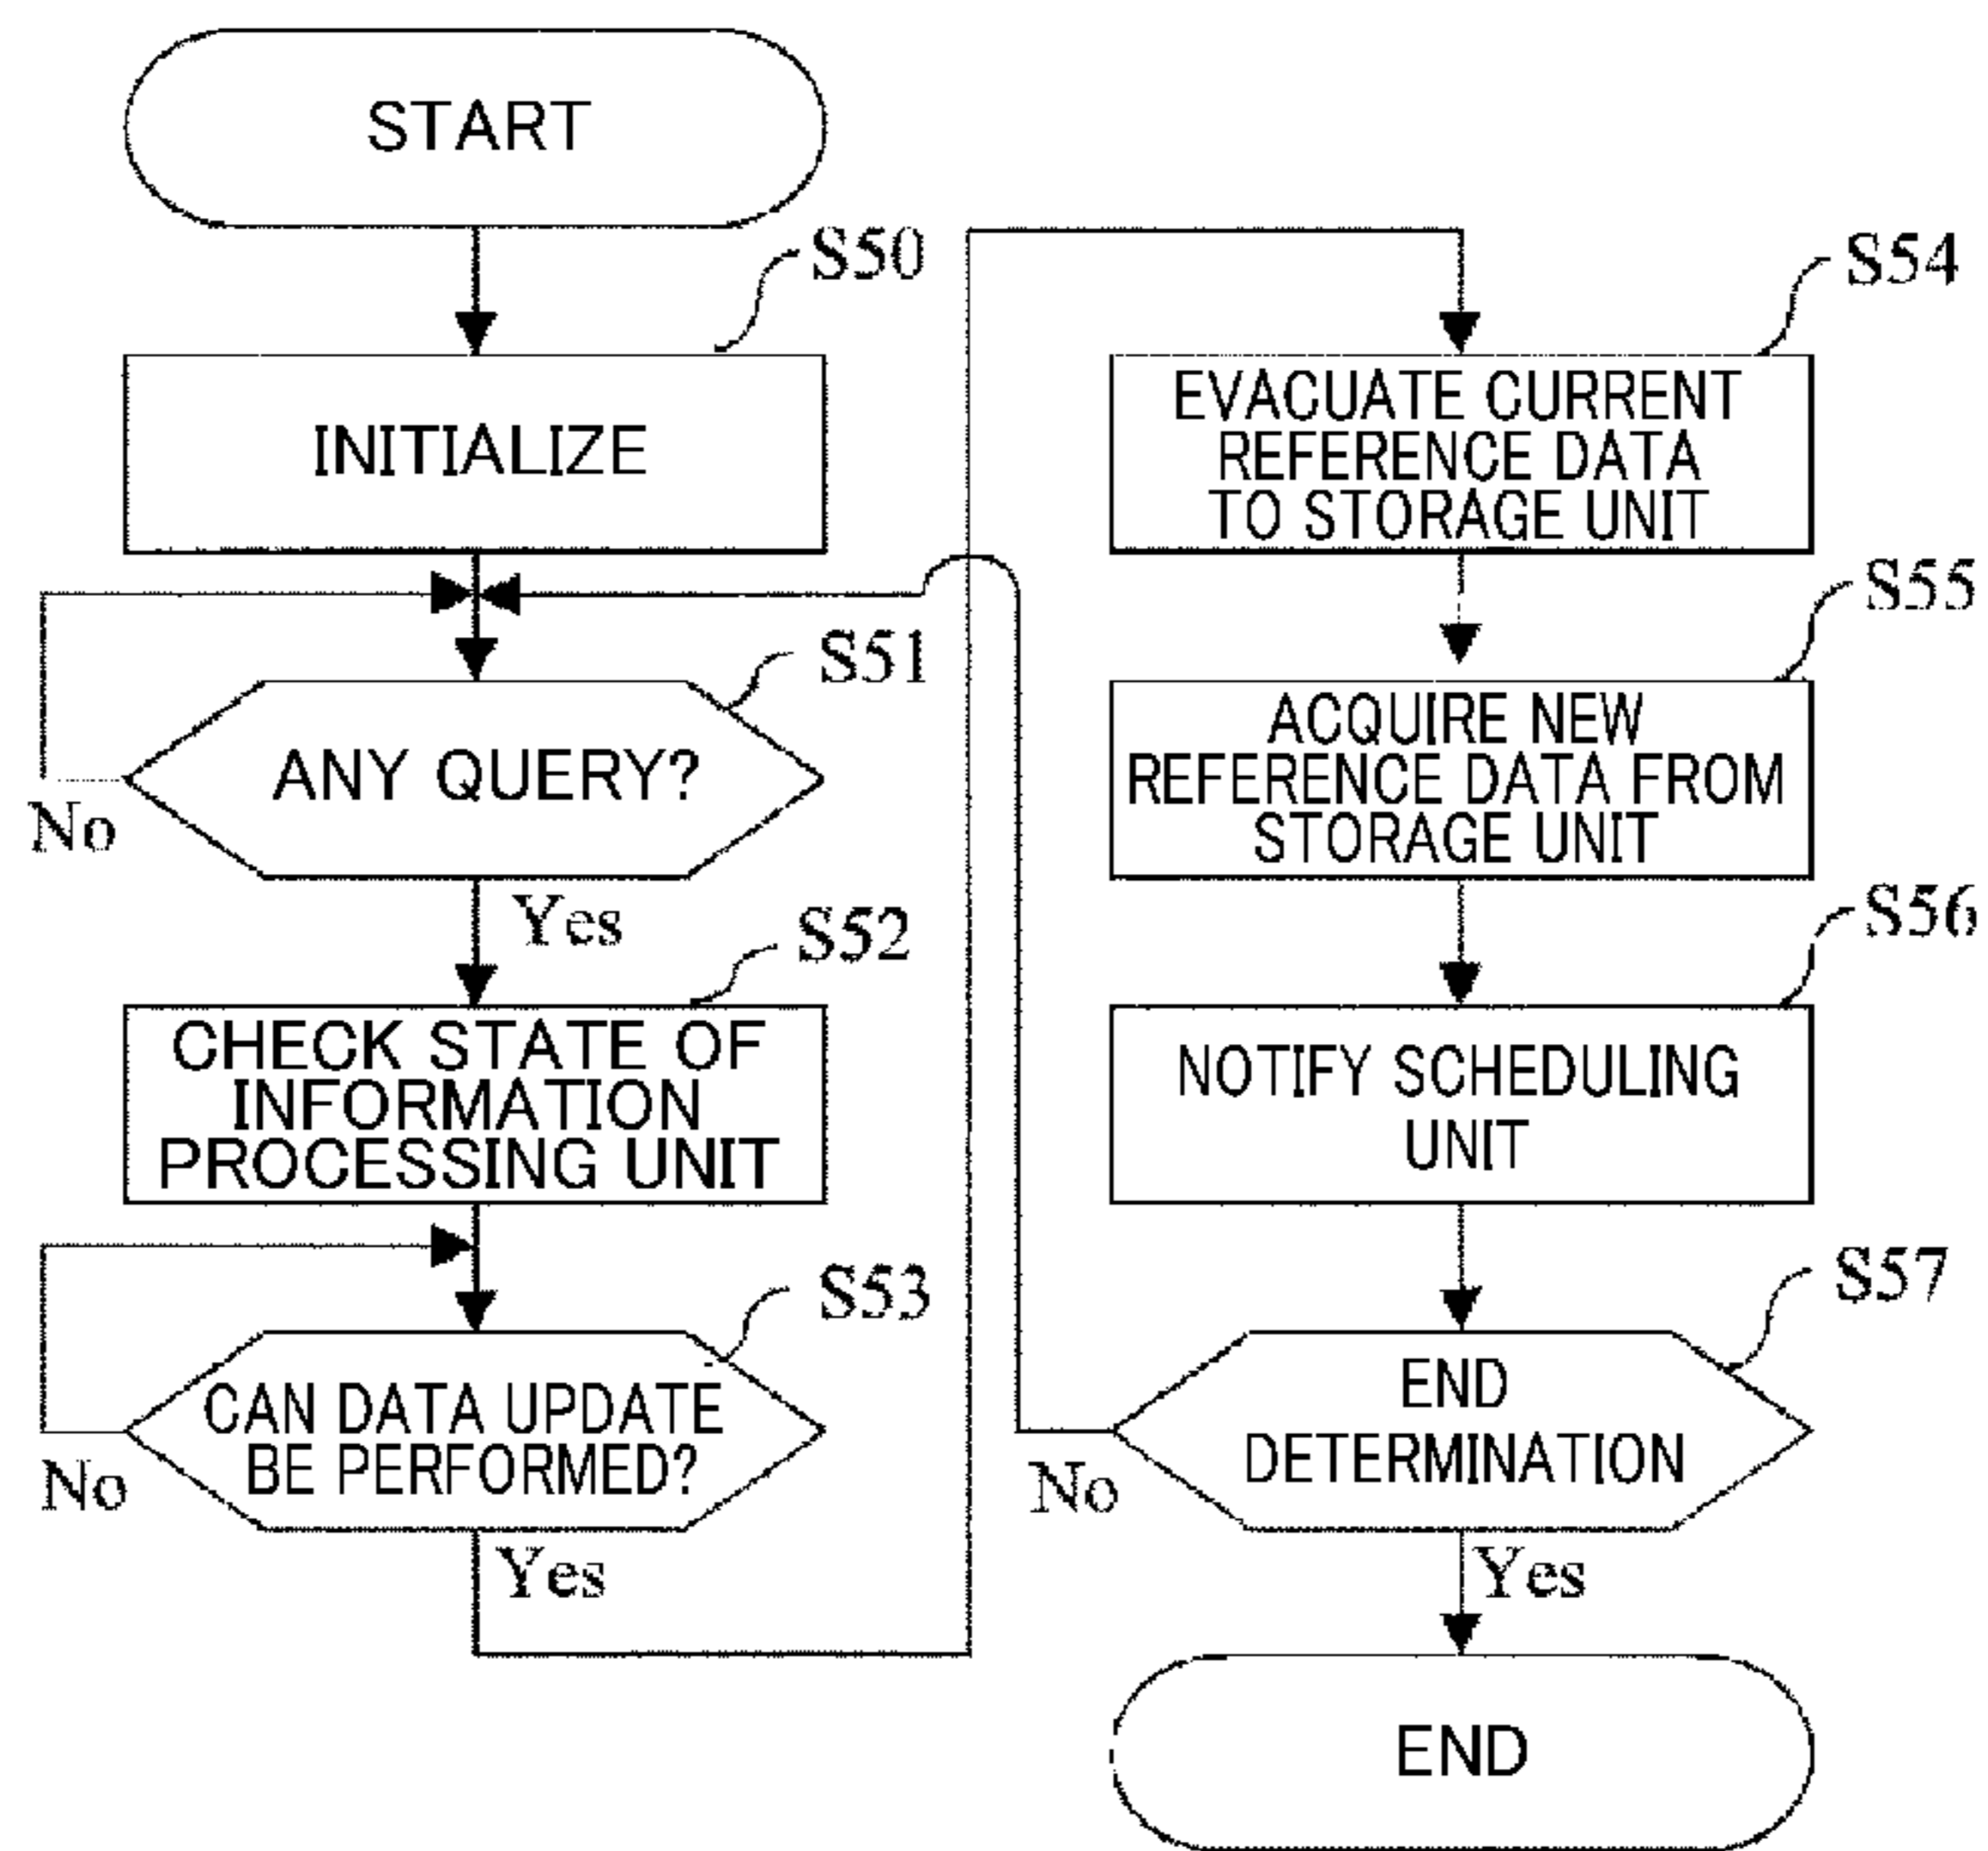 START
S50
INITIALIZE
S51
ANY QUERY?
No
Yes
S52
CHECK STATE OF
INFORMATION
PROCESSING UNIT
S53
CAN DATA UPDATE
BE PERFORMED?
No
Yes
S54
EVACUATE CURRENT
REFERENCE DATA
TO STORAGE UNIT
S55
ACQUIRE NEW
REFERENCE DATA FROM
STORAGE UNIT
S56
NOTIFY SCHEDULING
UNIT
S57
END
DETERMINATION
No
Yes
END